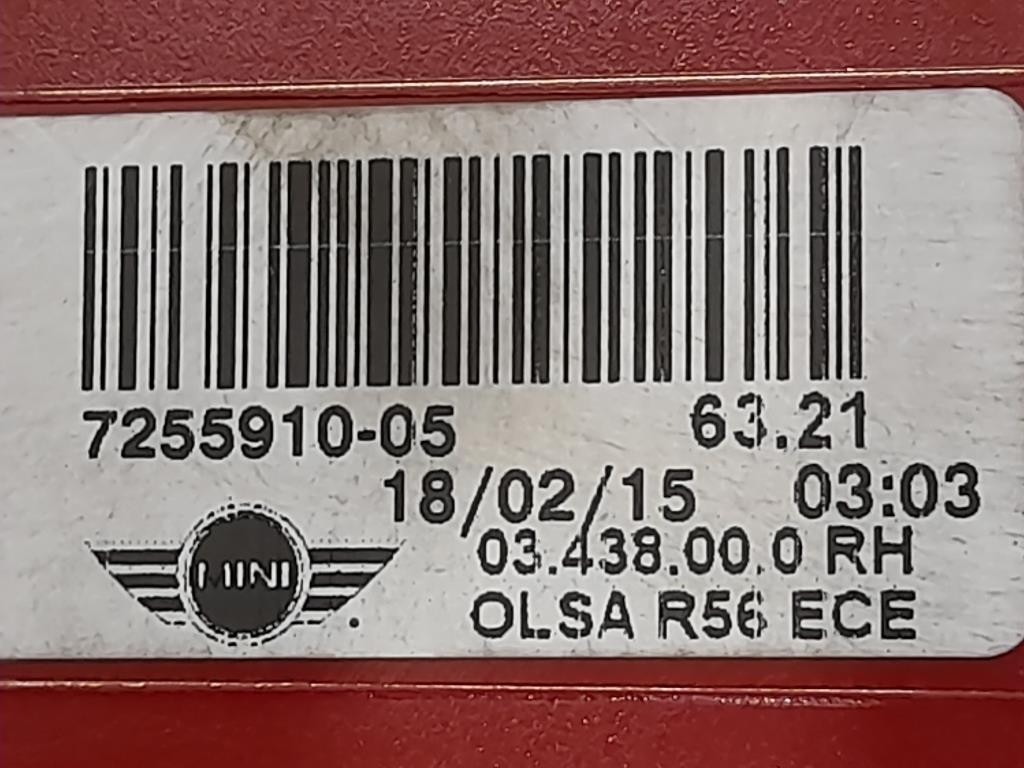 7255910-05 63.21
18/02/15 03:03
03.438.00.0 RH
MINI
OLSA R56 ECE